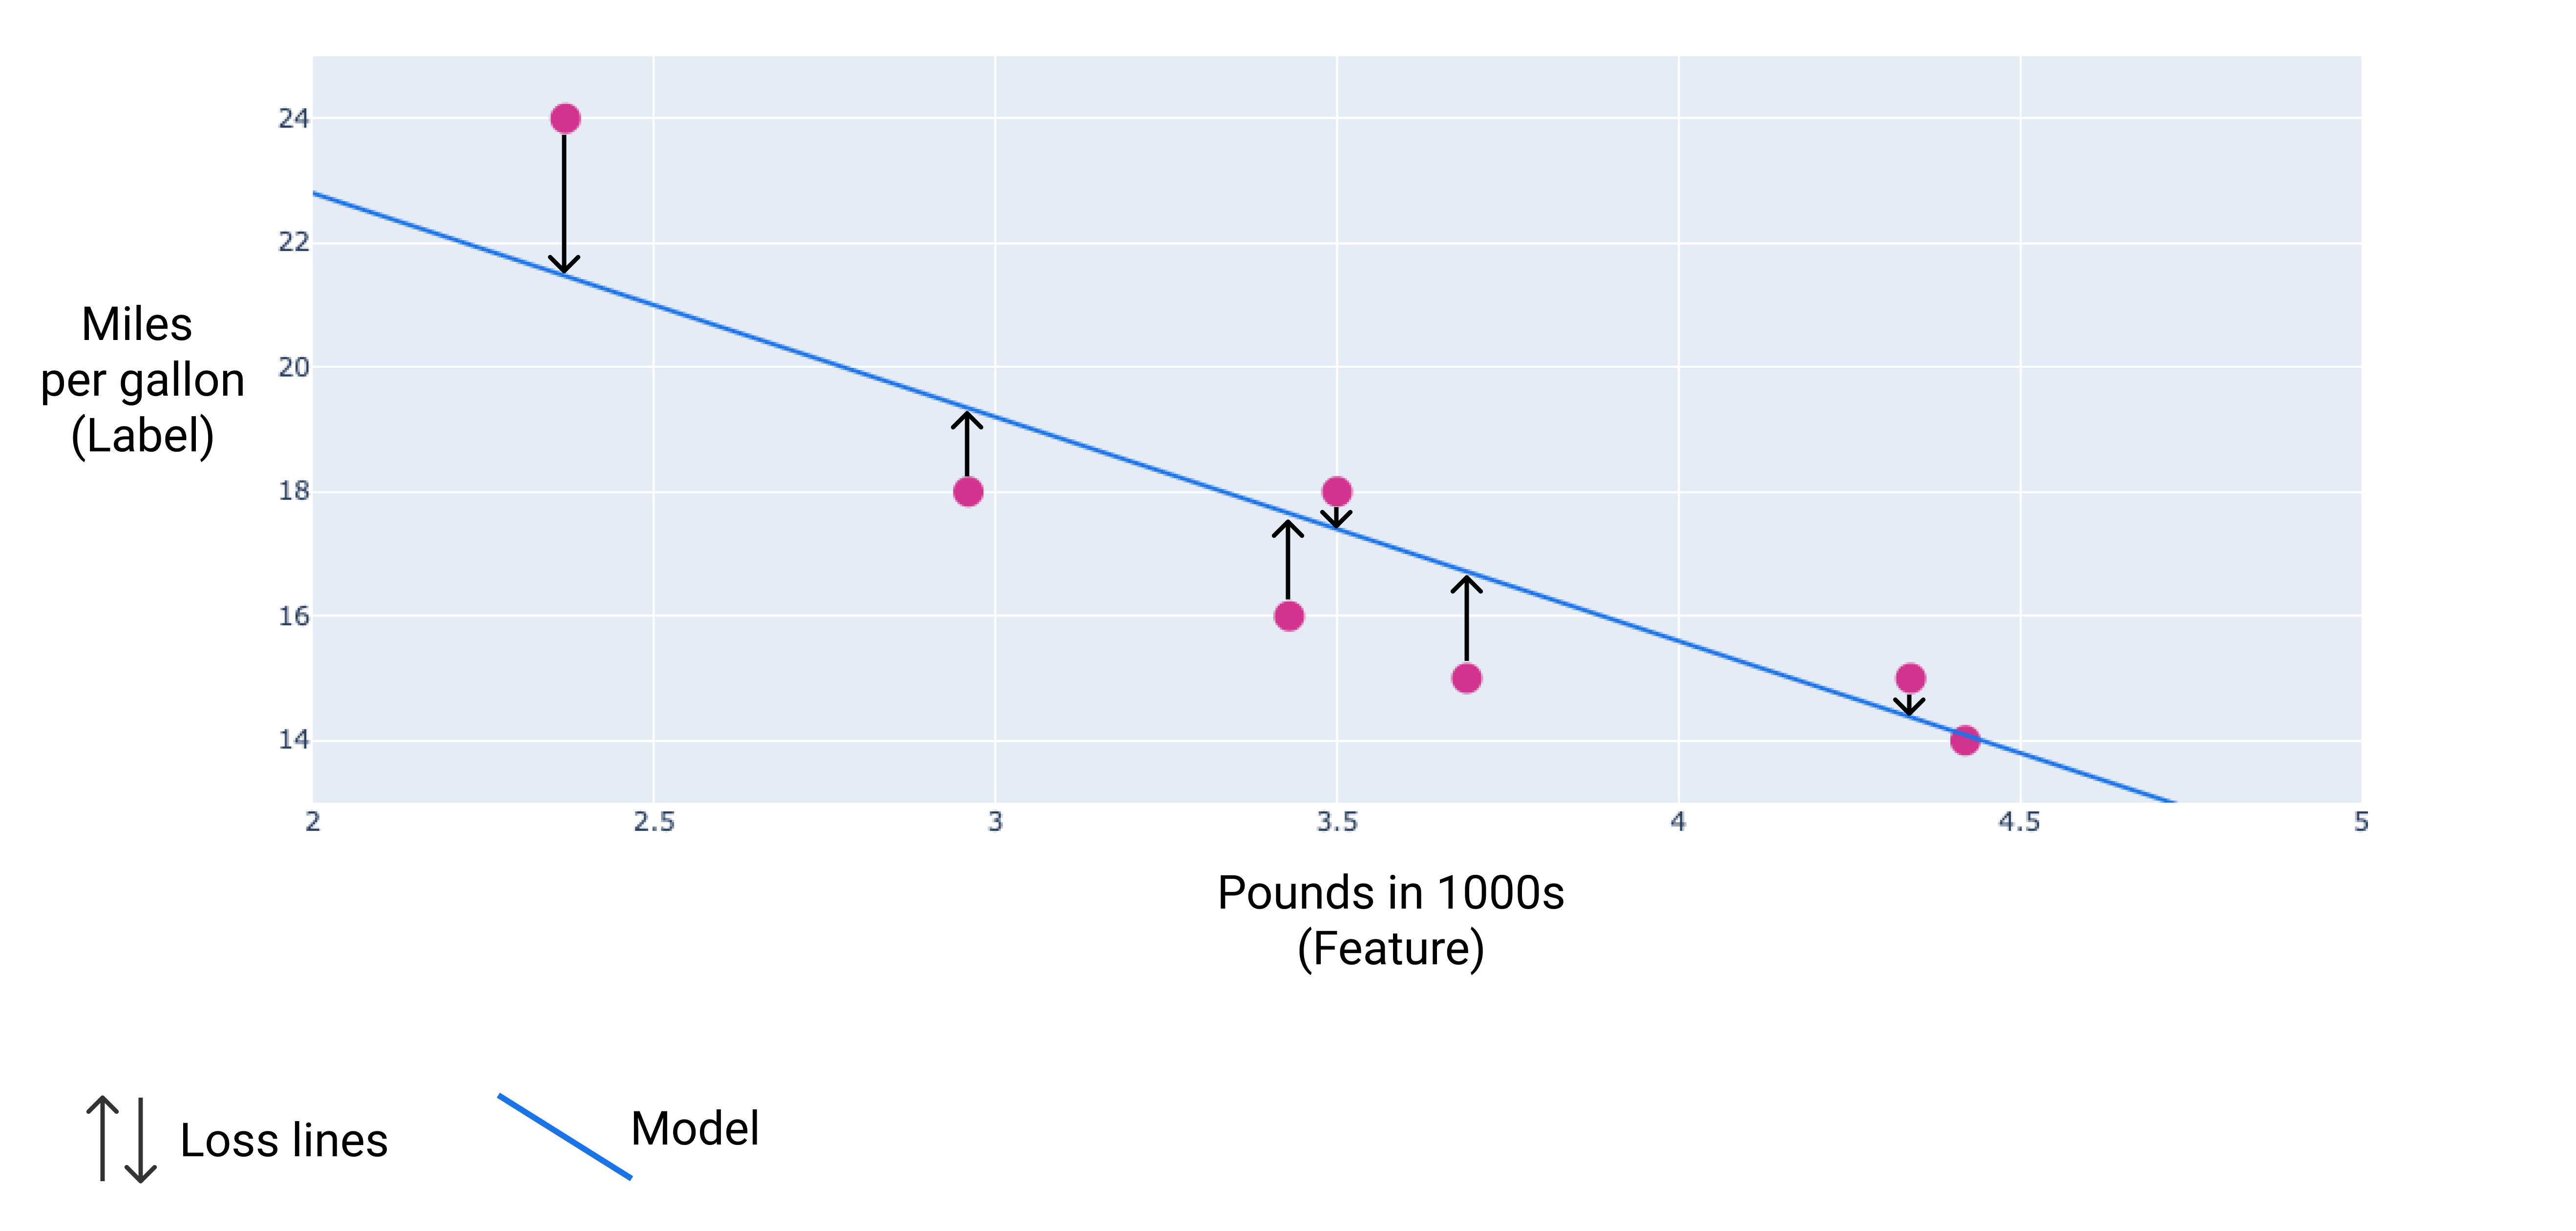 24
22
20
18
16
14
Miles
per gallon
(Label)
2 2.5 3 3.5 4 4.5 5
Pounds in 1000s
(Feature)
Loss lines
Model